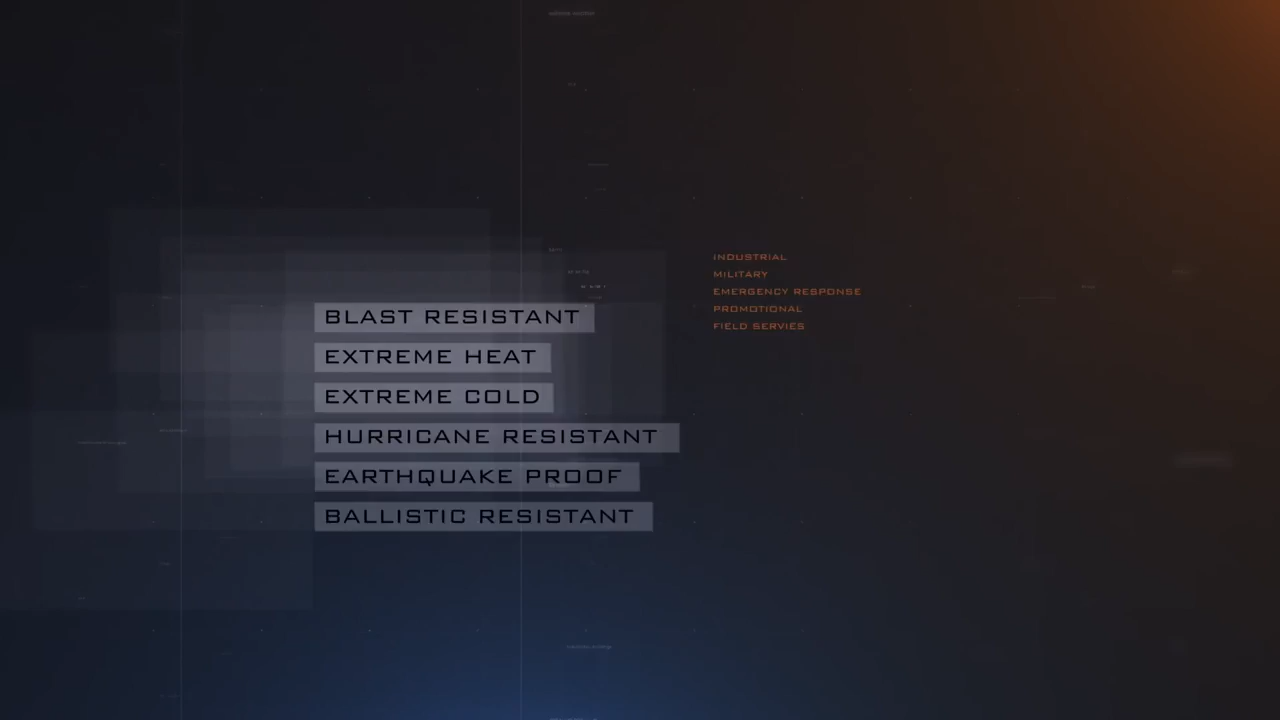 BLAST RESISTANT
EXTREME HEAT
EXTREME COLD
HURRICANE RESISTANT
EARTHQUAKE PROOF
BALLISTIC RESISTANT
INDUSTRIAL
MILITARY
EMERGENCY RESPONSE
PROMOTIONAL
FIELD SERVIES